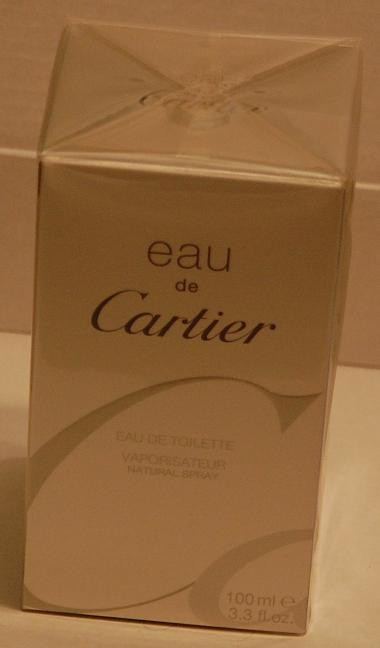 Cartier
eau
de
Cartier
EAU DE TOILETTE
VAPORISATEUR
NATURAL SPRAY
100 ml ℮
3.3 fl.oz.